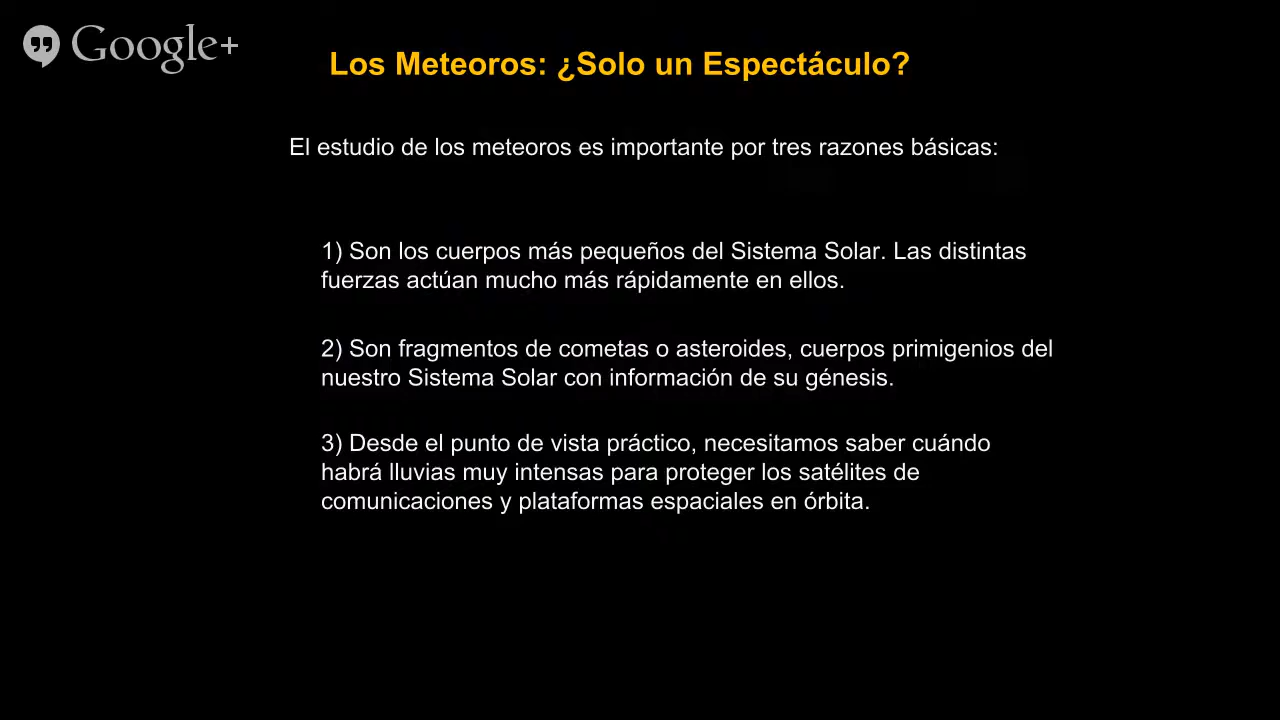 Google+
Los Meteoros: ¿Solo un Espectáculo?
El estudio de los meteoros es importante por tres razones básicas:
1) Son los cuerpos más pequeños del Sistema Solar. Las distintas
fuerzas actúan mucho más rápidamente en ellos.
2) Son fragmentos de cometas o asteroides, cuerpos primigenios del
nuestro Sistema Solar con información de su génesis.
3) Desde el punto de vista práctico, necesitamos saber cuándo
habrá lluvias muy intensas para proteger los satélites de
comunicaciones y plataformas espaciales en órbita.